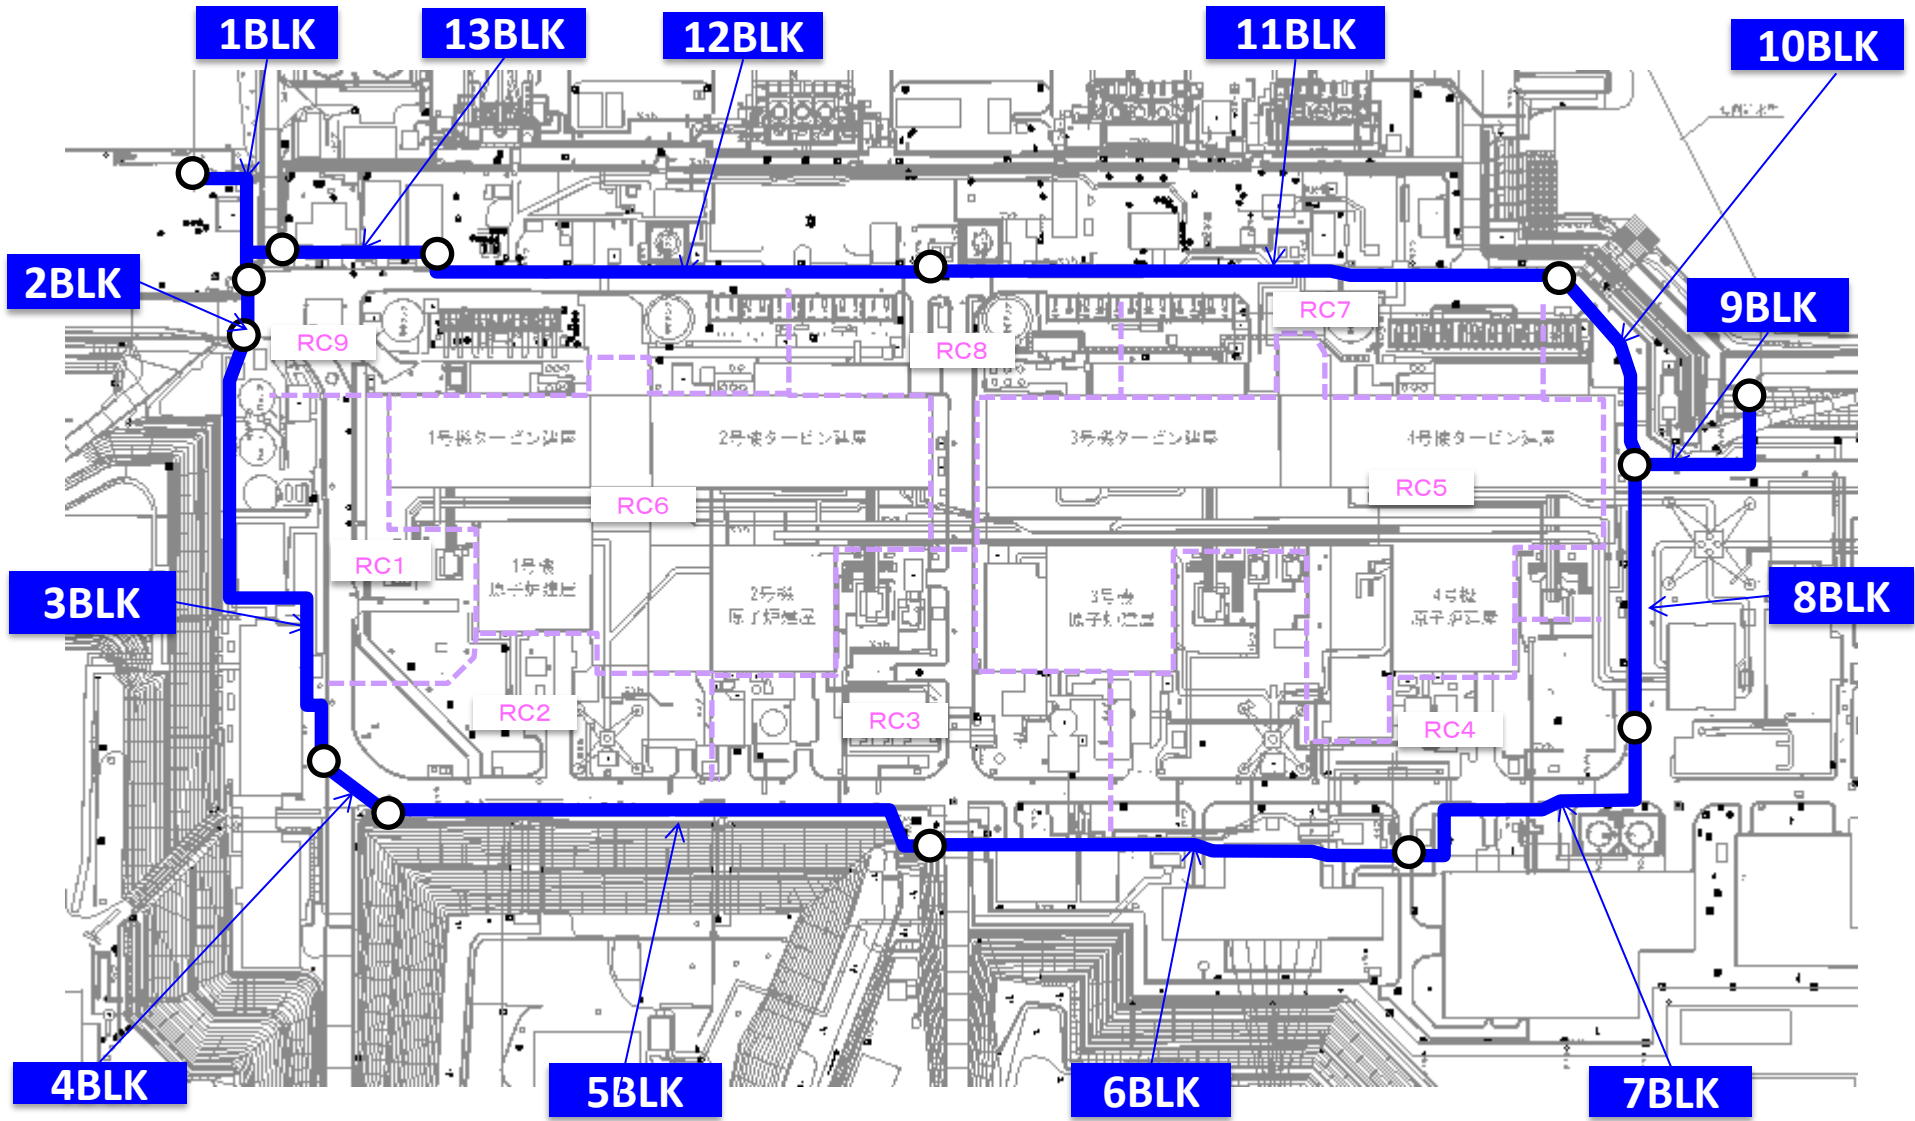 1BLK
13BLK
12BLK
11BLK
10BLK
2BLK
9BLK
RC9
RC8
RC7
1号機タービン建屋
2号機タービン建屋
3号機タービン建屋
4号機タービン建屋
RC6
RC5
RC1
1号機
原子炉建屋
2号機
原子炉建屋
3号機
原子炉建屋
4号機
原子炉建屋
3BLK
8BLK
RC2
RC3
RC4
4BLK
5BLK
6BLK
7BLK